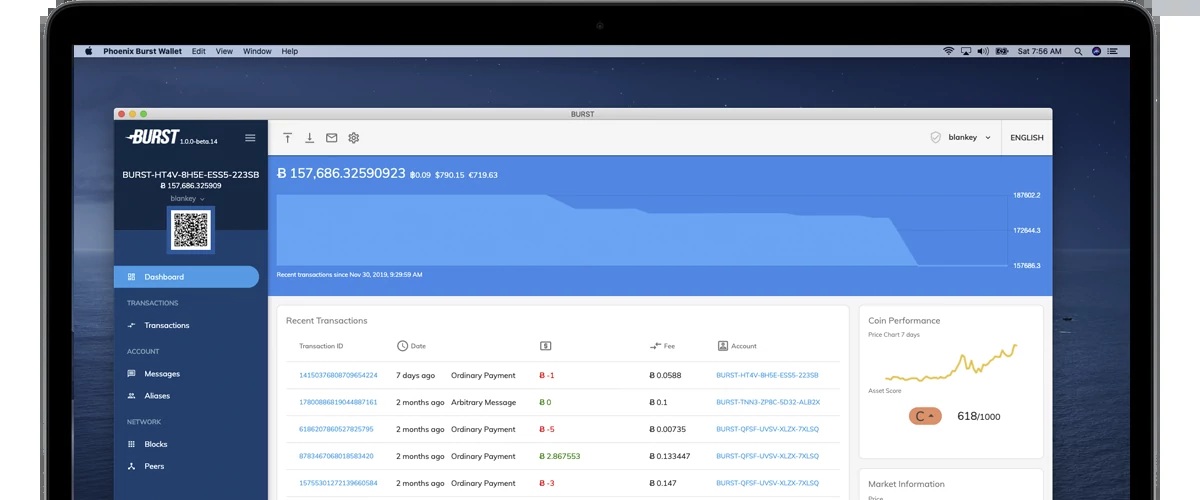 Phoenix Burst Wallet Edit View Window Help Sat 7:56 AM
BURST
BURST 1.0.0-beta.14
BURST-HT4V-8H5E-ESS5-223SB
Ƀ 157,686.325909
blankey
Dashboard
TRANSACTIONS
Transactions
ACCOUNT
Messages
Aliases
NETWORK
Blocks
Peers
blankey ENGLISH
Ƀ 157,686.32590923 ฿0.09 $790.15 €719.63
187602.2
172644.3
157686.3
Recent transactions since Nov 30, 2019, 9:29:59 AM
Recent Transactions
Transaction ID Date Fee Account
14150376808709654224 7 days ago Ordinary Payment Ƀ -1 Ƀ 0.0588 BURST-HT4V-8H5E-ESS5-223SB
17800886819044887161 2 months ago Arbitrary Message Ƀ 0 Ƀ 0.1 BURST-TNN3-ZP8C-5D32-ALB2X
6186207860527825795 2 months ago Ordinary Payment Ƀ -5 Ƀ 0.00735 BURST-QFSF-UVSV-XLZX-7XLSQ
8783467068018583420 2 months ago Ordinary Payment Ƀ 2.867553 Ƀ 0.133447 BURST-QFSF-UVSV-XLZX-7XLSQ
15755301272139660584 2 months ago Ordinary Payment Ƀ -3 Ƀ 0.147 BURST-QFSF-UVSV-XLZX-7XLSQ
Coin Performance
Price Chart 7 days
Asset Score
C 618/1000
Market Information
Price